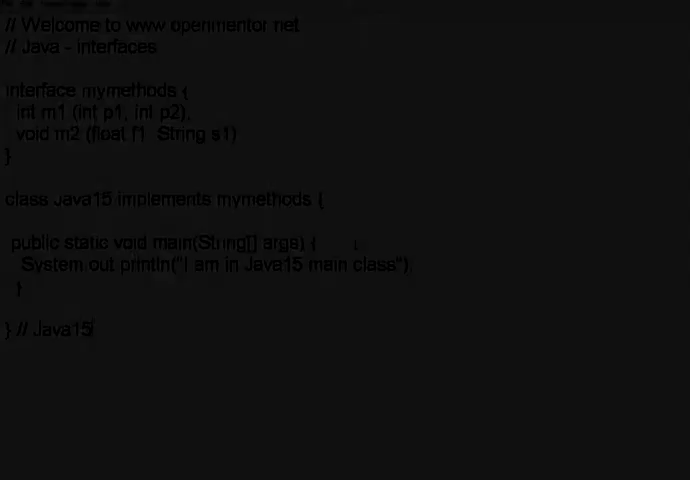 // Welcome to www.openmentor.net
// Java - interfaces
interface mymethods {
int m1 (int p1, int p2);
void m2 (float f1, String s1)
}
class Java15 implements mymethods {
public static void main(String[] args) {
System.out.println("I am in Java15 main class");
}
} // Java15